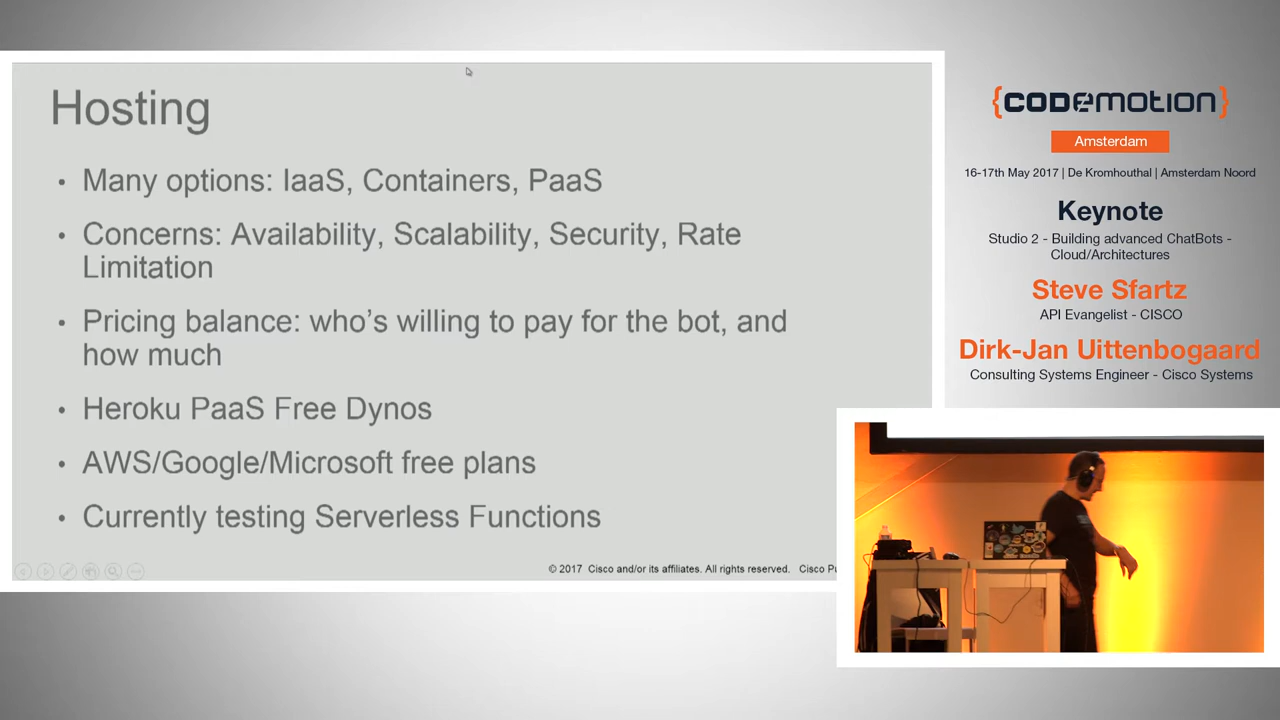 Hosting
• Many options: IaaS, Containers, PaaS
• Concerns: Availability, Scalability, Security, Rate
Limitation
• Pricing balance: who's willing to pay for the bot, and
how much
• Heroku PaaS Free Dynos
• AWS/Google/Microsoft free plans
• Currently testing Serverless Functions
© 2017 Cisco and/or its affiliates. All rights reserved. Cisco
{CODEMOTION}
Amsterdam
16-17th May 2017 | De Kromhouthal | Amsterdam Noord
Keynote
Studio 2 - Building advanced ChatBots -
Cloud/Architectures
Steve Sfartz
API Evangelist - CISCO
Dirk-Jan Uittenbogaard
Consulting Systems Engineer - Cisco Systems